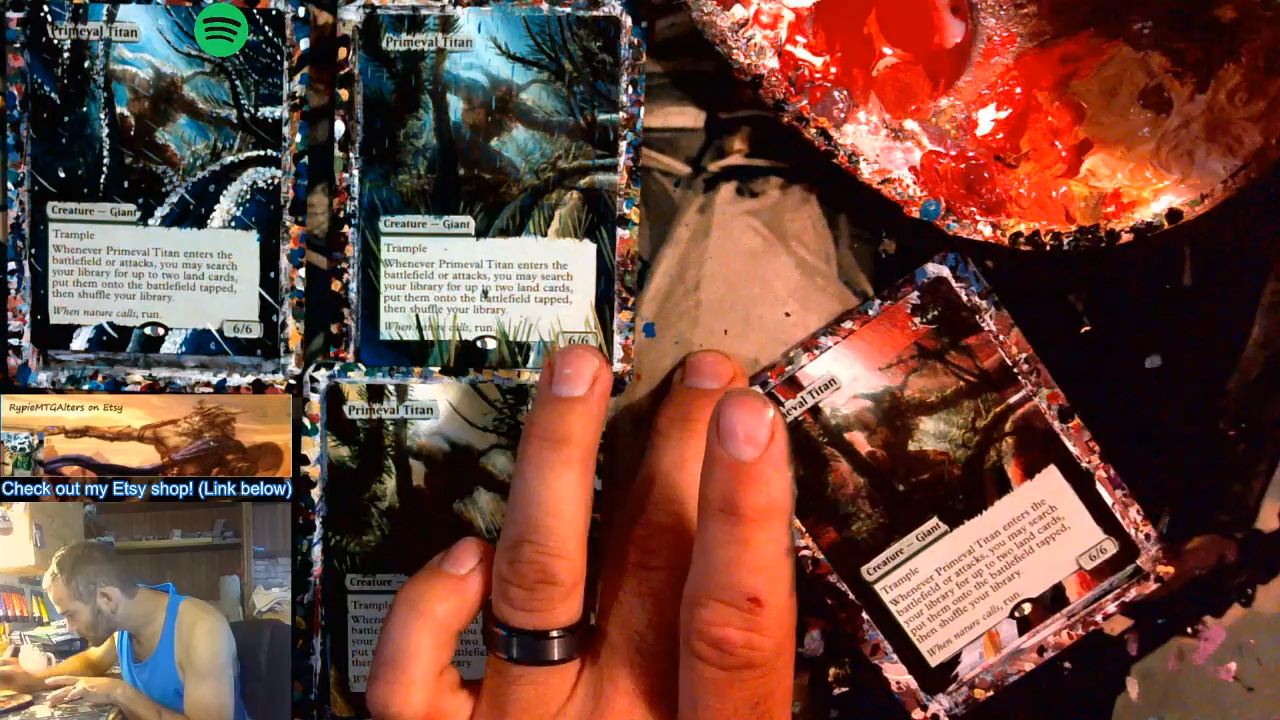 Primeval Titan
Creature — Giant
Trample
Whenever Primeval Titan enters the
battlefield or attacks, you may search
your library for up to two land cards,
put them onto the battlefield tapped,
then shuffle your library.
When nature calls, run.
6/6
Primeval Titan
Creature — Giant
Trample
Whenever Primeval Titan enters the
battlefield or attacks, you may search
your library for up to two land cards,
put them onto the battlefield tapped,
then shuffle your library.
When nature calls, run.
6/6
RypieMTGAlters on Etsy
Check out my Etsy shop! (Link below)
Primeval Titan
Creature —
Trample
Titan
Creature — Giant
Trample
Whenever Primeval Titan enters the
battlefield or attacks, you may search
your library for up to two land cards,
put them onto the battlefield tapped,
then shuffle your library.
When nature calls, run.
6/6